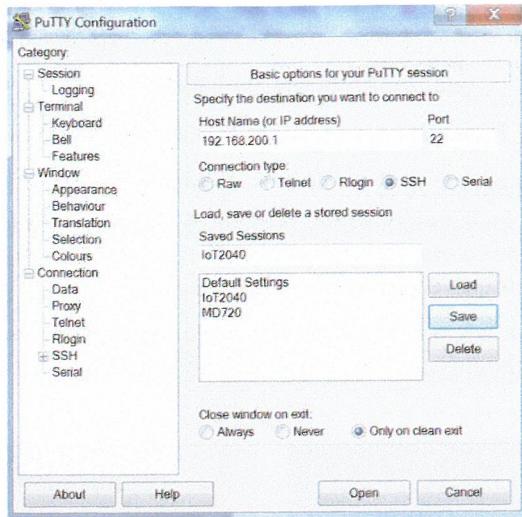 PuTTY Configuration
Category:
Session
Logging
Terminal
Keyboard
Bell
Features
Window
Appearance
Behaviour
Translation
Selection
Colours
Connection
Data
Proxy
Telnet
Rlogin
SSH
Serial
Basic options for your PuTTY session
Specify the destination you want to connect to
Host Name (or IP address) Port
192.168.200.1 22
Connection type:
Raw Telnet Rlogin SSH Serial
Load, save or delete a stored session
Saved Sessions
IoT2040
Default Settings
IoT2040
MD720
Load
Save
Delete
Close window on exit:
Always Never Only on clean exit
About Help Open Cancel